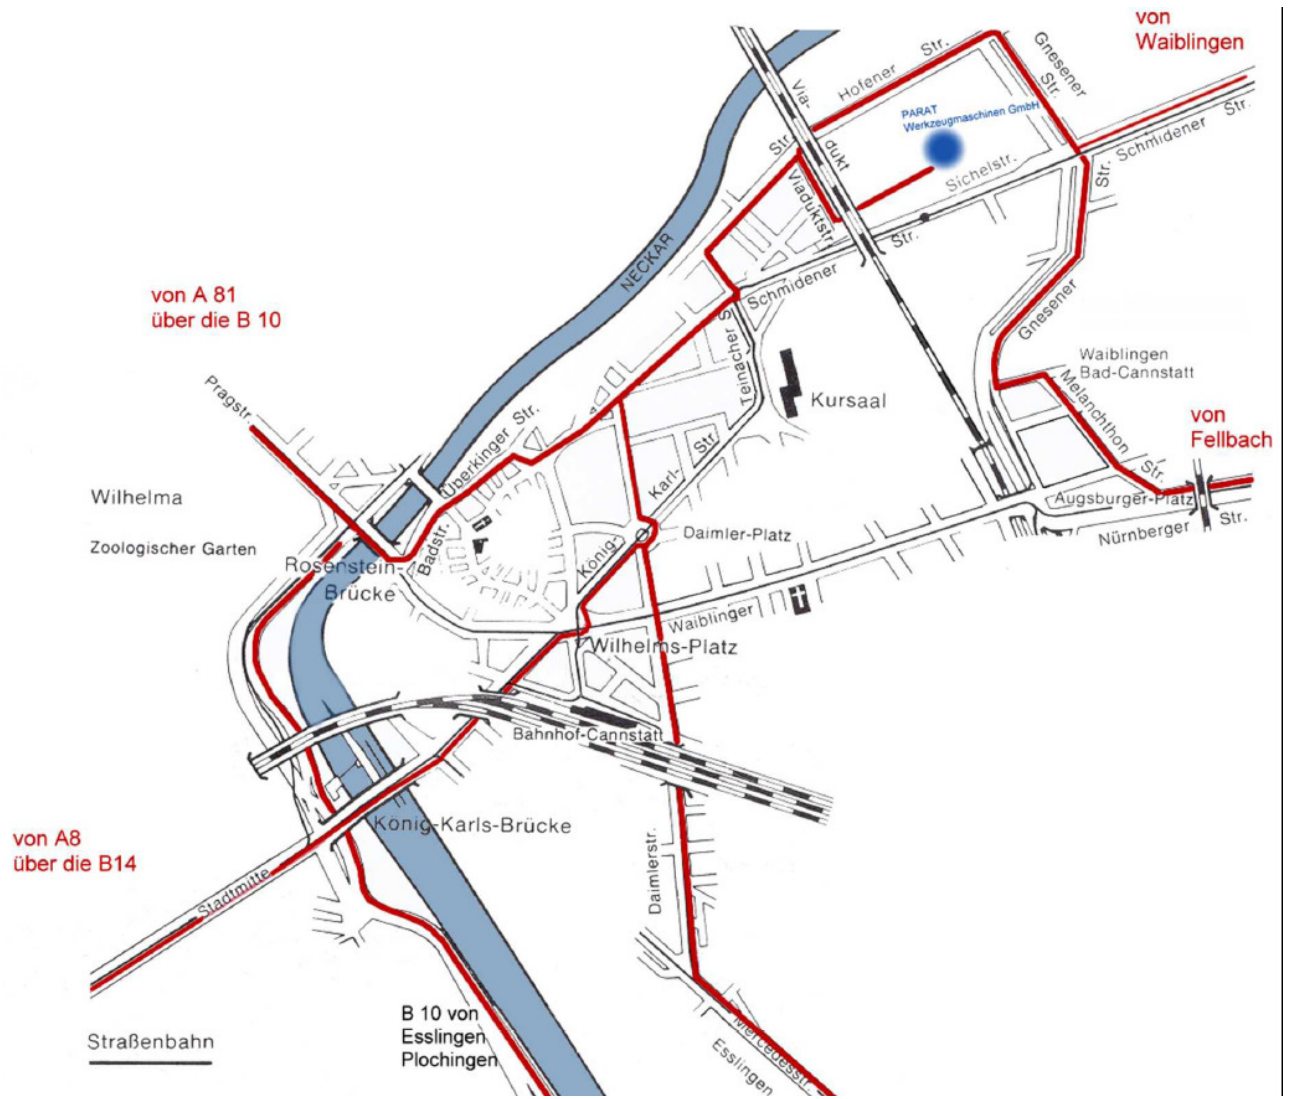 von
Waiblingen
Gnesener
Str.
Hofener
Str.
Via-
dukt
PARAT
Werkzeugmaschinen GmbH
Schmidener
Str.
Str.
Sichelstr.
Viaduktstr.
Str.
Str.
NECKAR
Schmidener
von A 81
über die B 10
Gnesener
Teinacher S
Waiblingen
Bad-Cannstatt
Pragstr.
Kursaal
Melanchthon
Str.
von
Fellbach
Überkinger Str.
Karl-
Str
König-
Wilhelma
Augsburger-Platz
Nürnberger
Str.
Daimler-Platz
Zoologischer Garten
Badstr.
Rosenstein-
Brücke
Waiblinger
Wilhelms-Platz
Bahnhof-Cannstatt
König-Karls-Brücke
von A8
über die B14
Stadtmitte
Daimlerstr.
B 10 von
Esslingen
Plochingen
Mercedesstr.
Esslingen
Straßenbahn